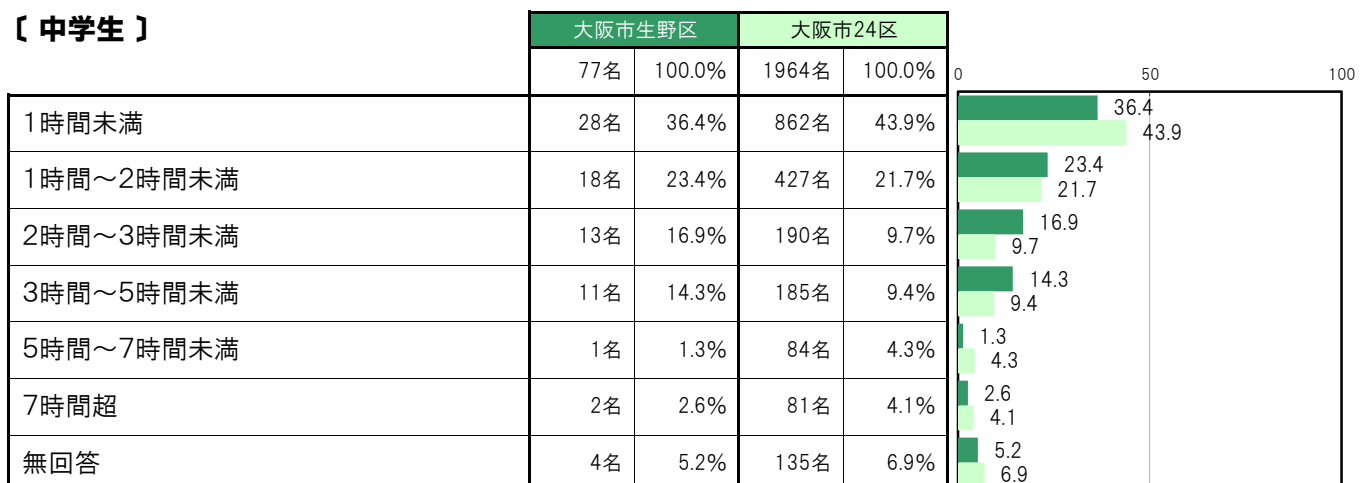 〔 中学生 〕
大阪市生野区 大阪市24区
77名 100.0% 1964名 100.0%
0 50 100
1時間未満 28名 36.4% 862名 43.9% 36.4
43.9
1時間～2時間未満 18名 23.4% 427名 21.7% 23.4
21.7
2時間～3時間未満 13名 16.9% 190名 9.7% 16.9
9.7
3時間～5時間未満 11名 14.3% 185名 9.4% 14.3
9.4
5時間～7時間未満 1名 1.3% 84名 4.3% 1.3
4.3
7時間超 2名 2.6% 81名 4.1% 2.6
4.1
無回答 4名 5.2% 135名 6.9% 5.2
6.9